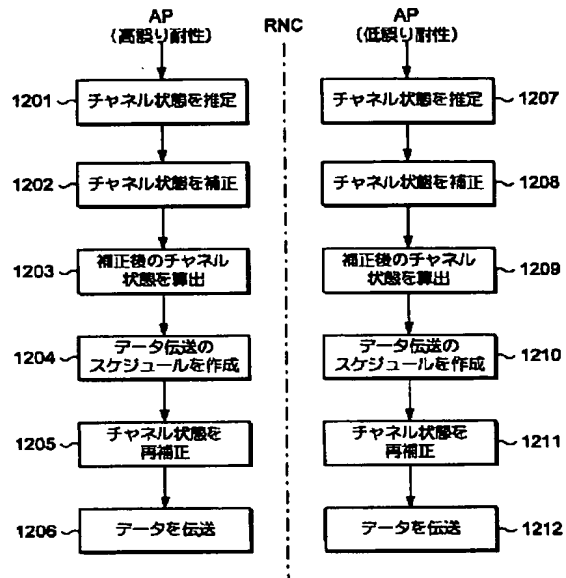 AP
(高誤り耐性)
RNC
AP
(低誤り耐性)
1201
チャネル状態を推定
チャネル状態を推定
1207
1202
チャネル状態を補正
チャネル状態を補正
1208
1203
補正後のチャネル
状態を算出
補正後のチャネル
状態を算出
1209
1204
データ伝送の
スケジュールを作成
データ伝送の
スケジュールを作成
1210
1205
チャネル状態を
再補正
チャネル状態を
再補正
1211
1206
データを伝送
データを伝送
1212